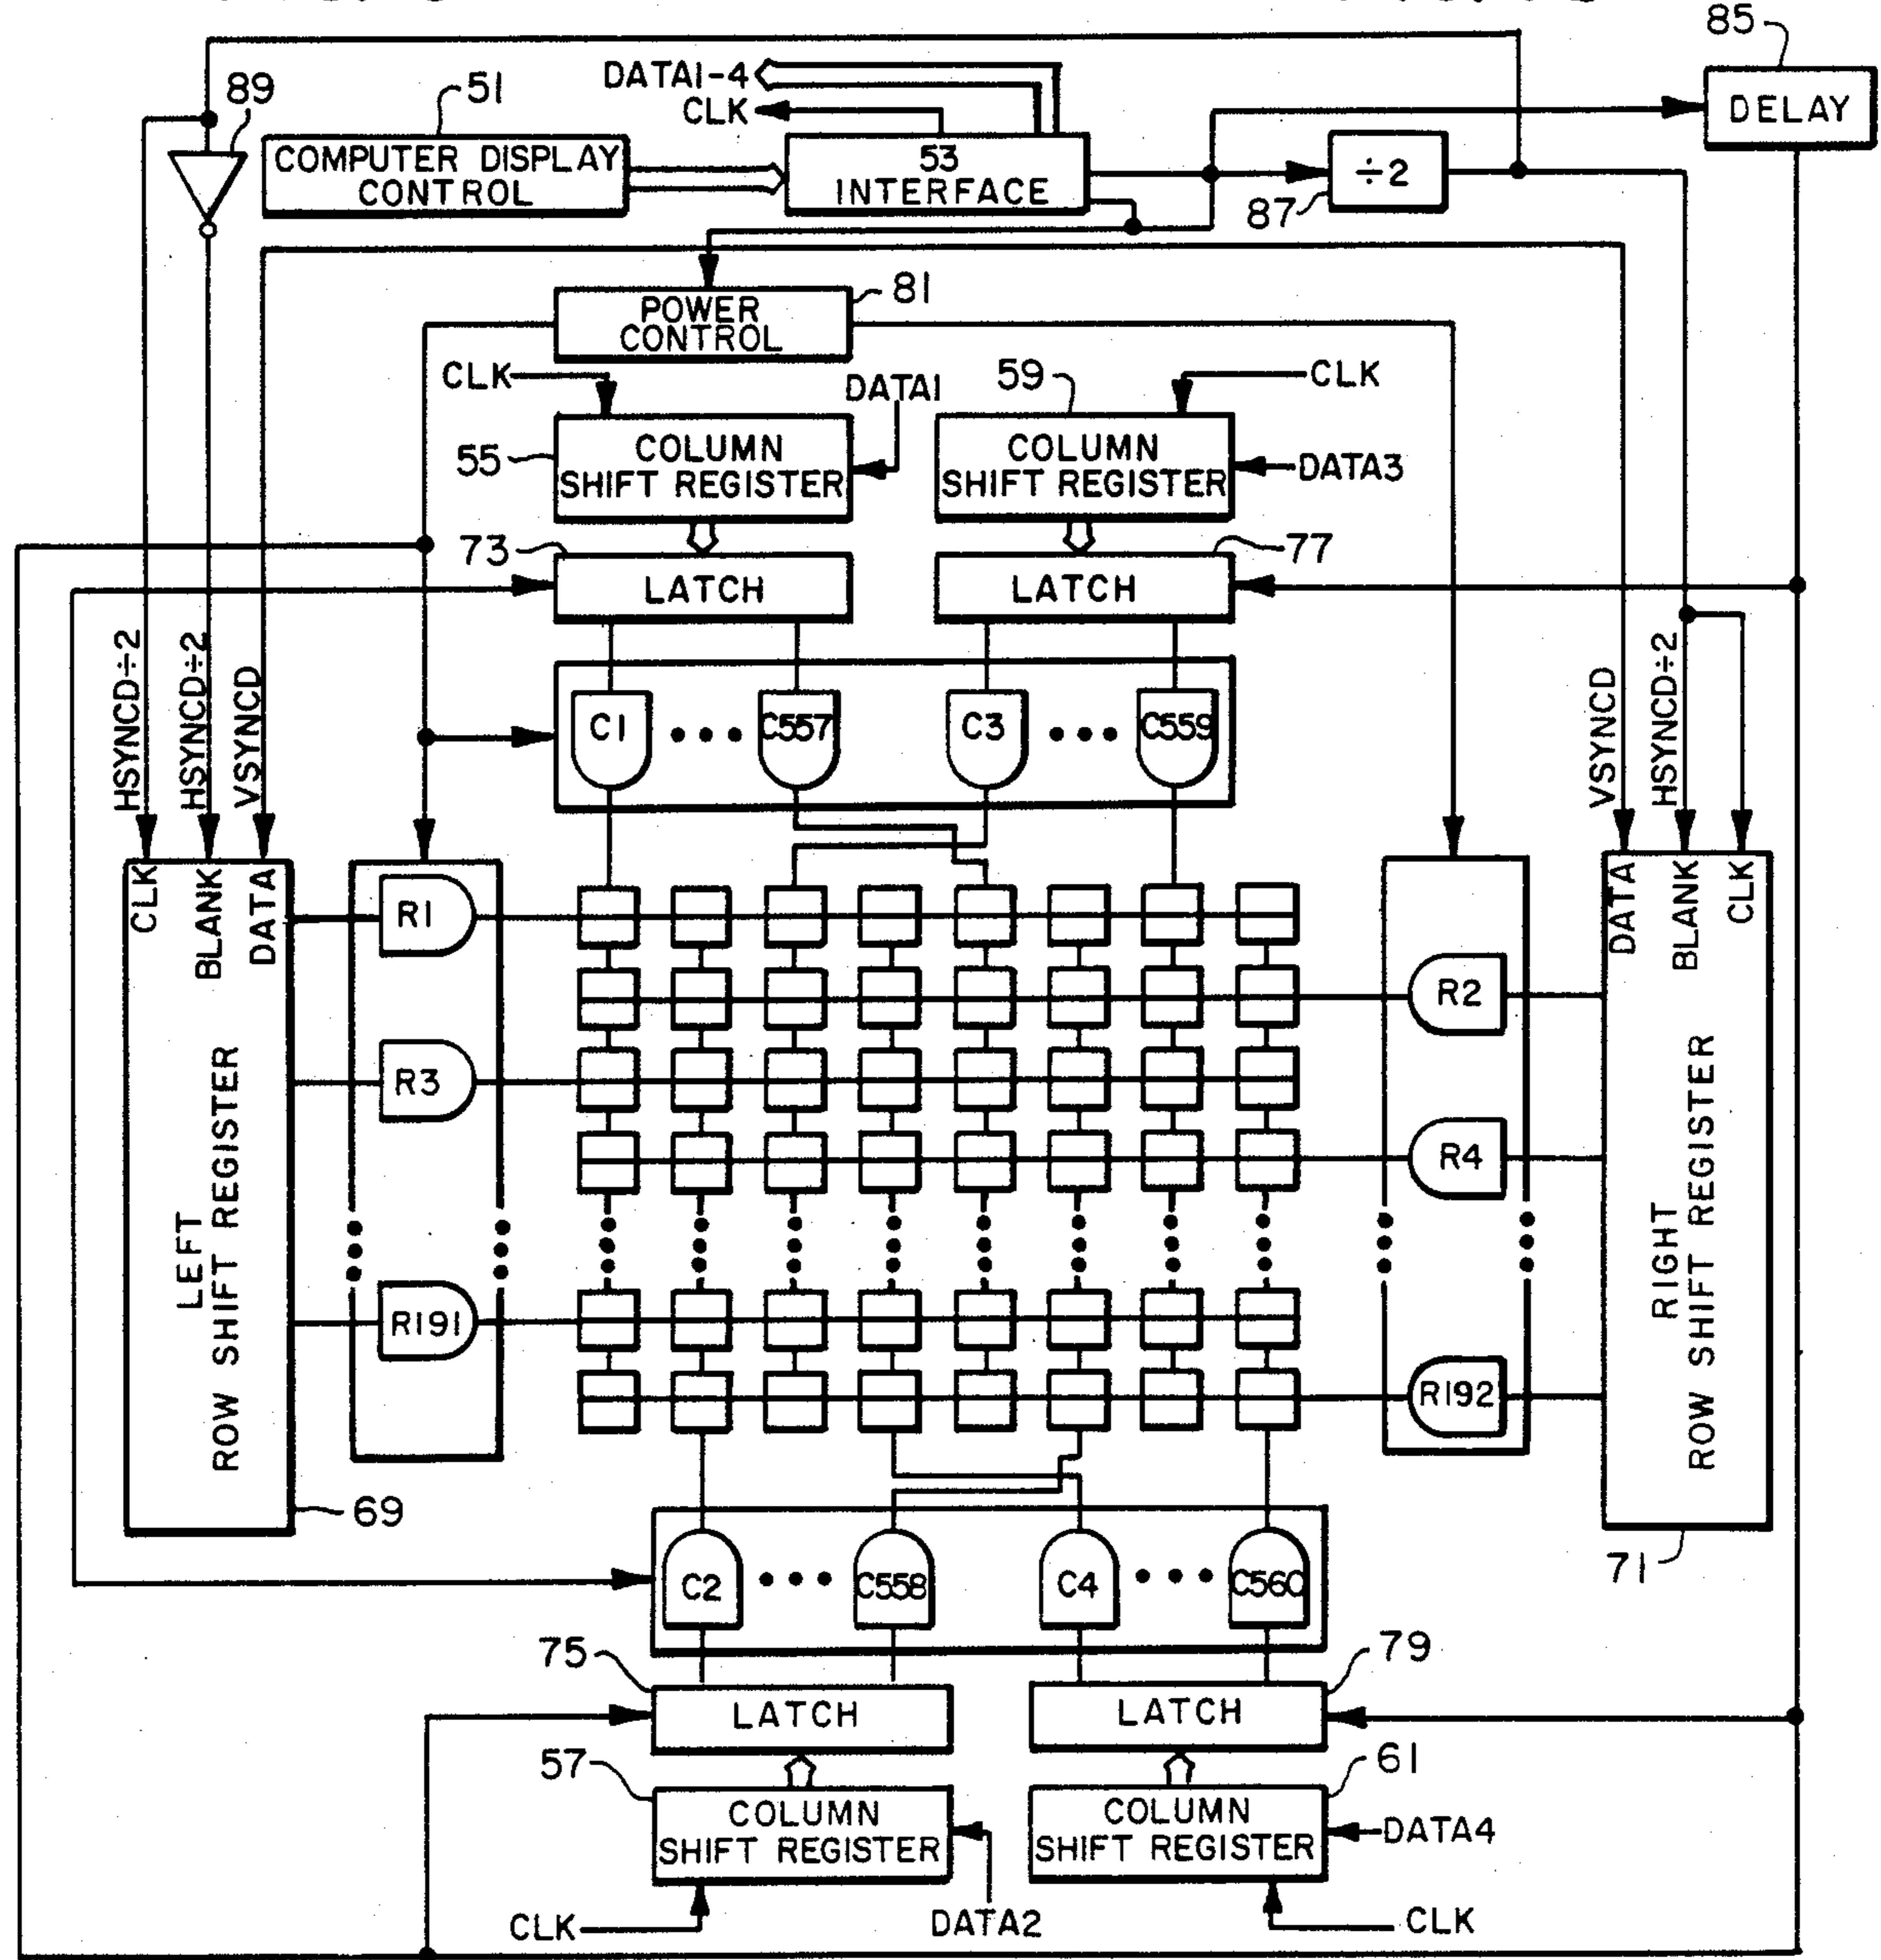 85
DATA1-4
DELAY
89
51
CLK
COMPUTER DISPLAY
CONTROL
53
INTERFACE
÷2
87
81
POWER
CONTROL
CLK
DATA1
59
CLK
55
COLUMN
SHIFT REGISTER
COLUMN
SHIFT REGISTER
DATA3
73
77
LATCH
LATCH
HSYNCD÷2
HSYNCD÷2
VSYNCD
VSYNCD
HSYNCD÷2
C1
C557
C3
C559
CLK
BLANK
DATA
DATA
BLANK
CLK
R1
R2
R3
R4
LEFT
ROW SHIFT REGISTER
RIGHT
ROW SHIFT REGISTER
R191
R192
69
71
C2
C558
C4
C560
75
79
LATCH
LATCH
57
61
COLUMN
SHIFT REGISTER
COLUMN
SHIFT REGISTER
DATA4
CLK
DATA2
CLK